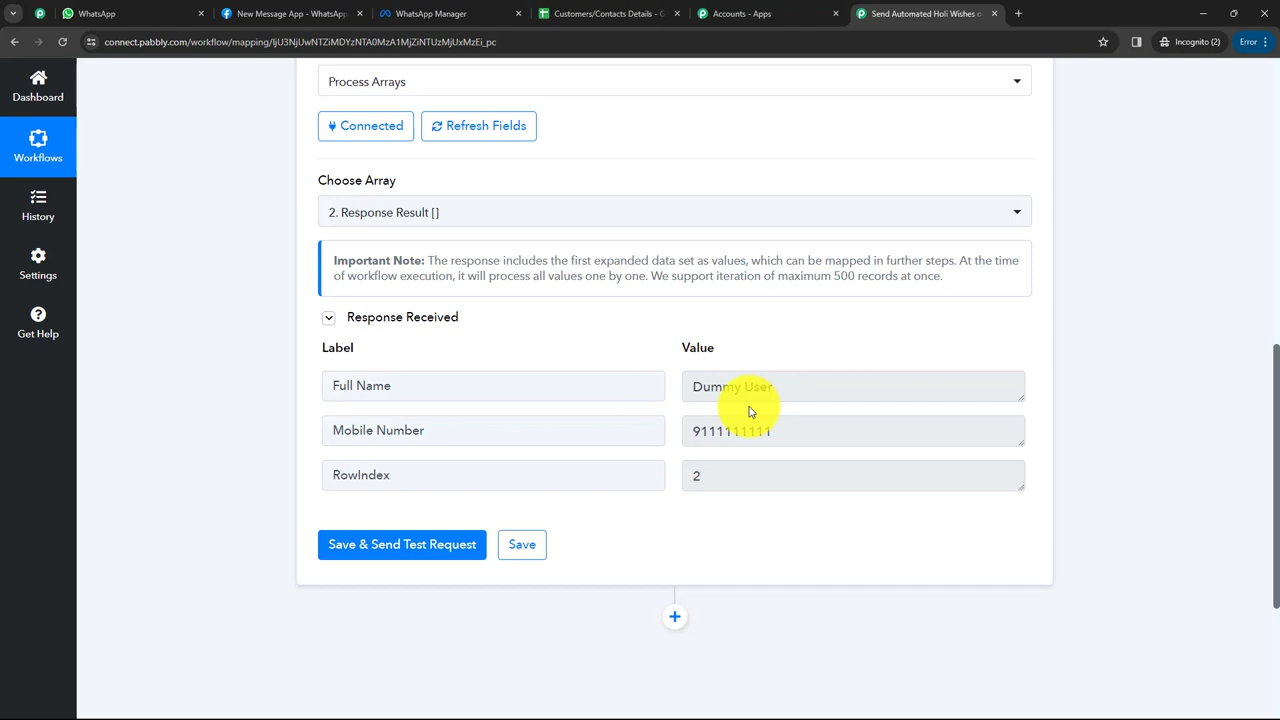 WhatsApp
New Message App - WhatsApp
WhatsApp Manager
Customers/Contacts Details - G
Accounts - Apps
Send Automated Holi Wishes o
connect.pabbly.com/workflow/mapping/IjU3NjUwNTZiMDYzNTA0MzA1MjZiNTUzMjUxMzEi_pc
Incognito (2)
Error
Dashboard
Workflows
History
Settings
Get Help
Process Arrays
Connected
Refresh Fields
Choose Array
2. Response Result []
Important Note: The response includes the first expanded data set as values, which can be mapped in further steps. At the time
of workflow execution, it will process all values one by one. We support iteration of maximum 500 records at once.
Response Received
Label Value
Full Name Dummy User
Mobile Number 9111111111
RowIndex 2
Save & Send Test Request Save